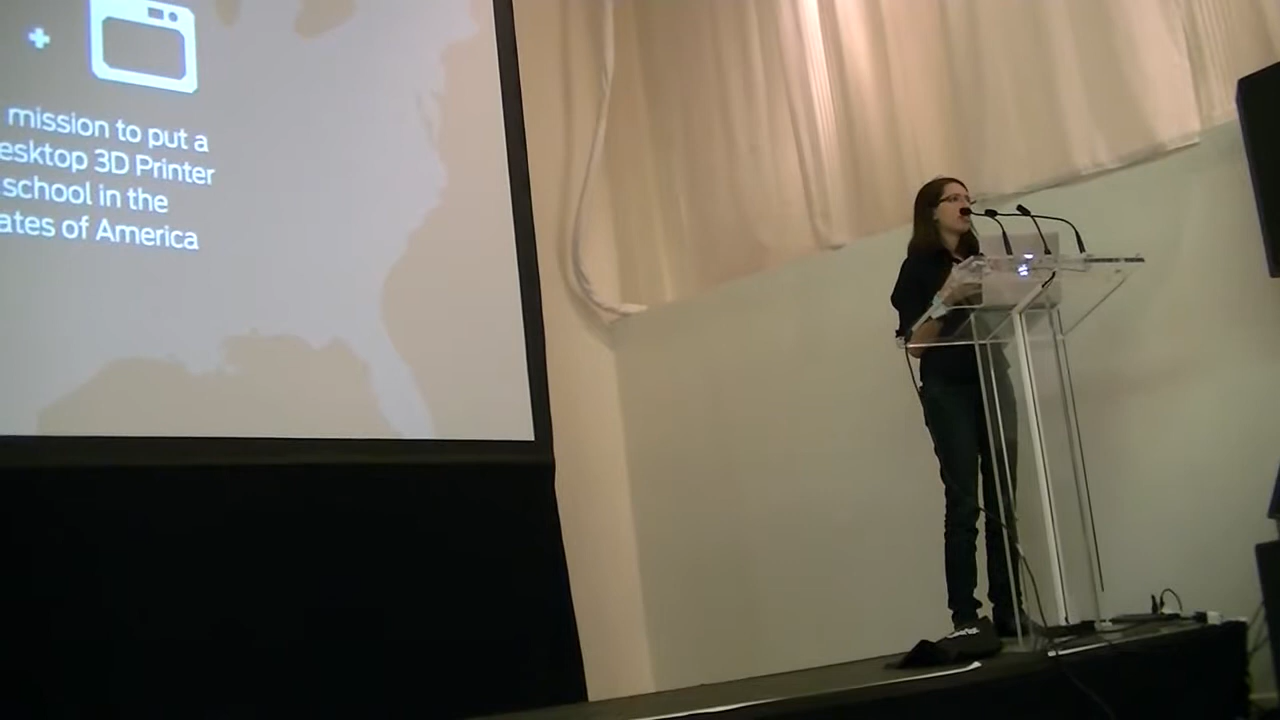 +
mission to put a
esktop 3D Printer
school in the
ates of America